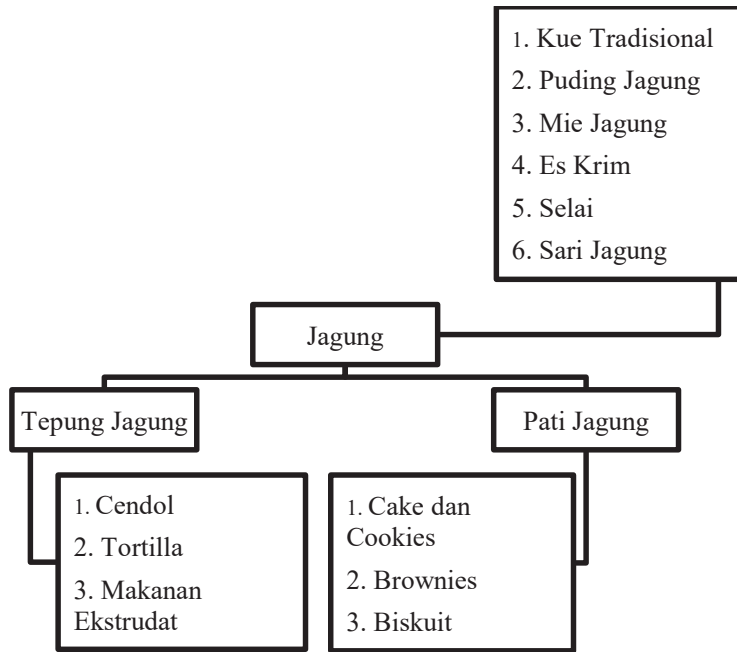 1. Kue Tradisional
2. Puding Jagung
3. Mie Jagung
4. Es Krim
5. Selai
6. Sari Jagung
Jagung
Tepung Jagung
Pati Jagung
1. Cendol
2. Tortilla
3. Makanan
Ekstrudat
1. Cake dan
Cookies
2. Brownies
3. Biskuit